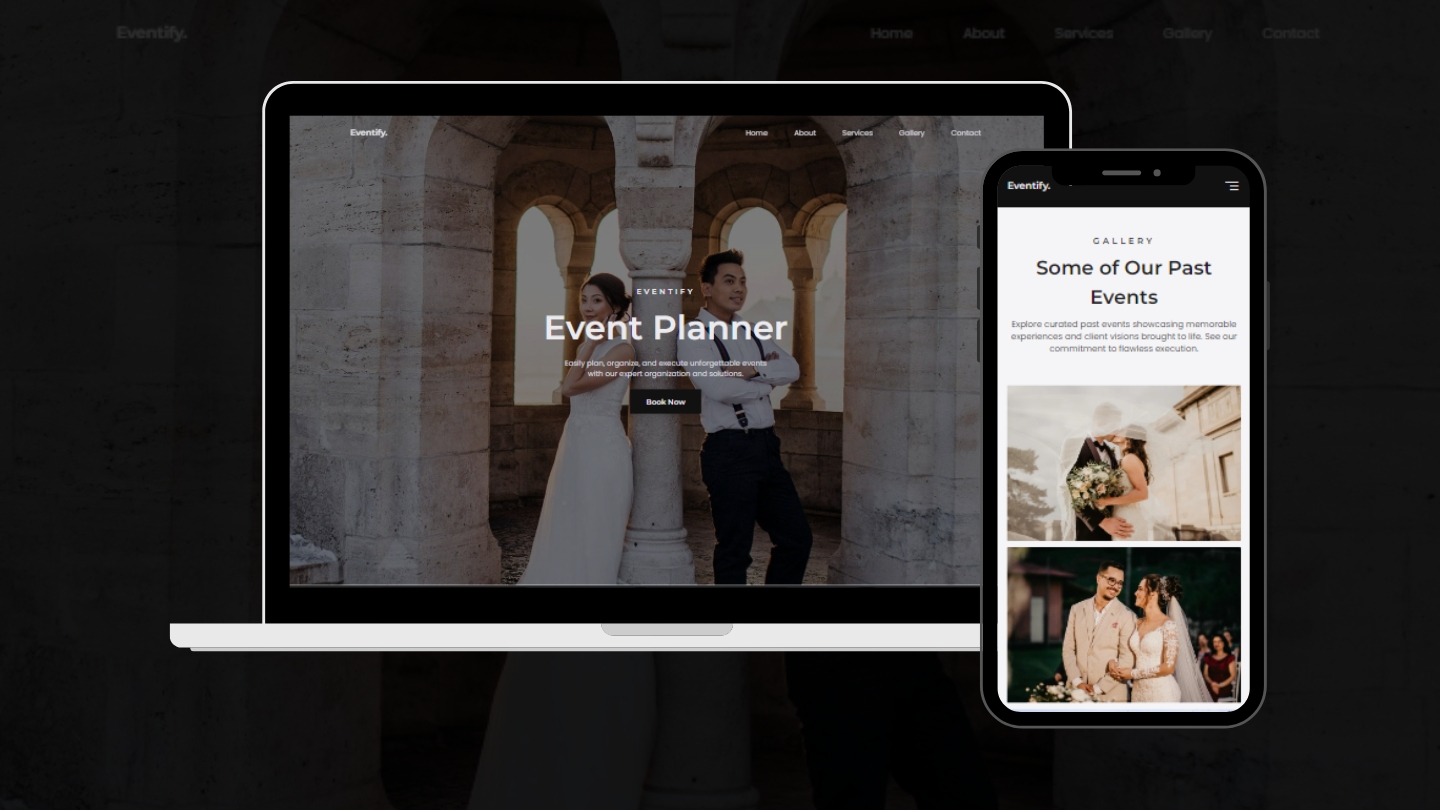 Eventify.
Home About Services Gallery Contact
Eventify.
Home About Services Gallery Contact
EVENTIFY
Event Planner
Easily plan, organize, and execute unforgettable events
with our expert organization and solutions.
Book Now
Eventify.
GALLERY
Some of Our Past
Events
Explore curated past events showcasing memorable
experiences and client visions brought to life. See our
commitment to flawless execution.